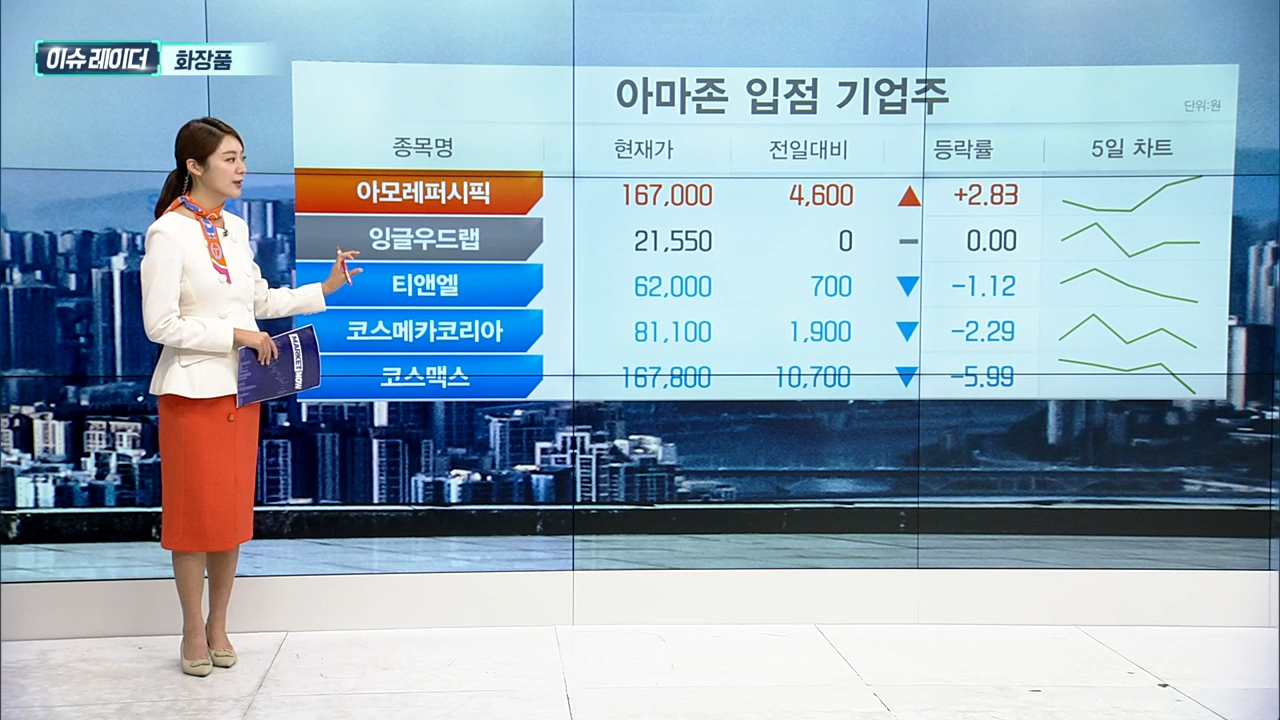 이슈레이더 화장품
아마존 입점 기업주
단위:원
종목명 현재가 전일대비 등락률 5일 차트
아모레퍼시픽 167,000 4,600 ▲ +2.83
잉글우드랩 21,550 0 - 0.00
티앤엘 62,000 700 ▼ -1.12
코스메카코리아 81,100 1,900 ▼ -2.29
코스맥스 167,800 10,700 ▼ -5.99
MARKET NOW